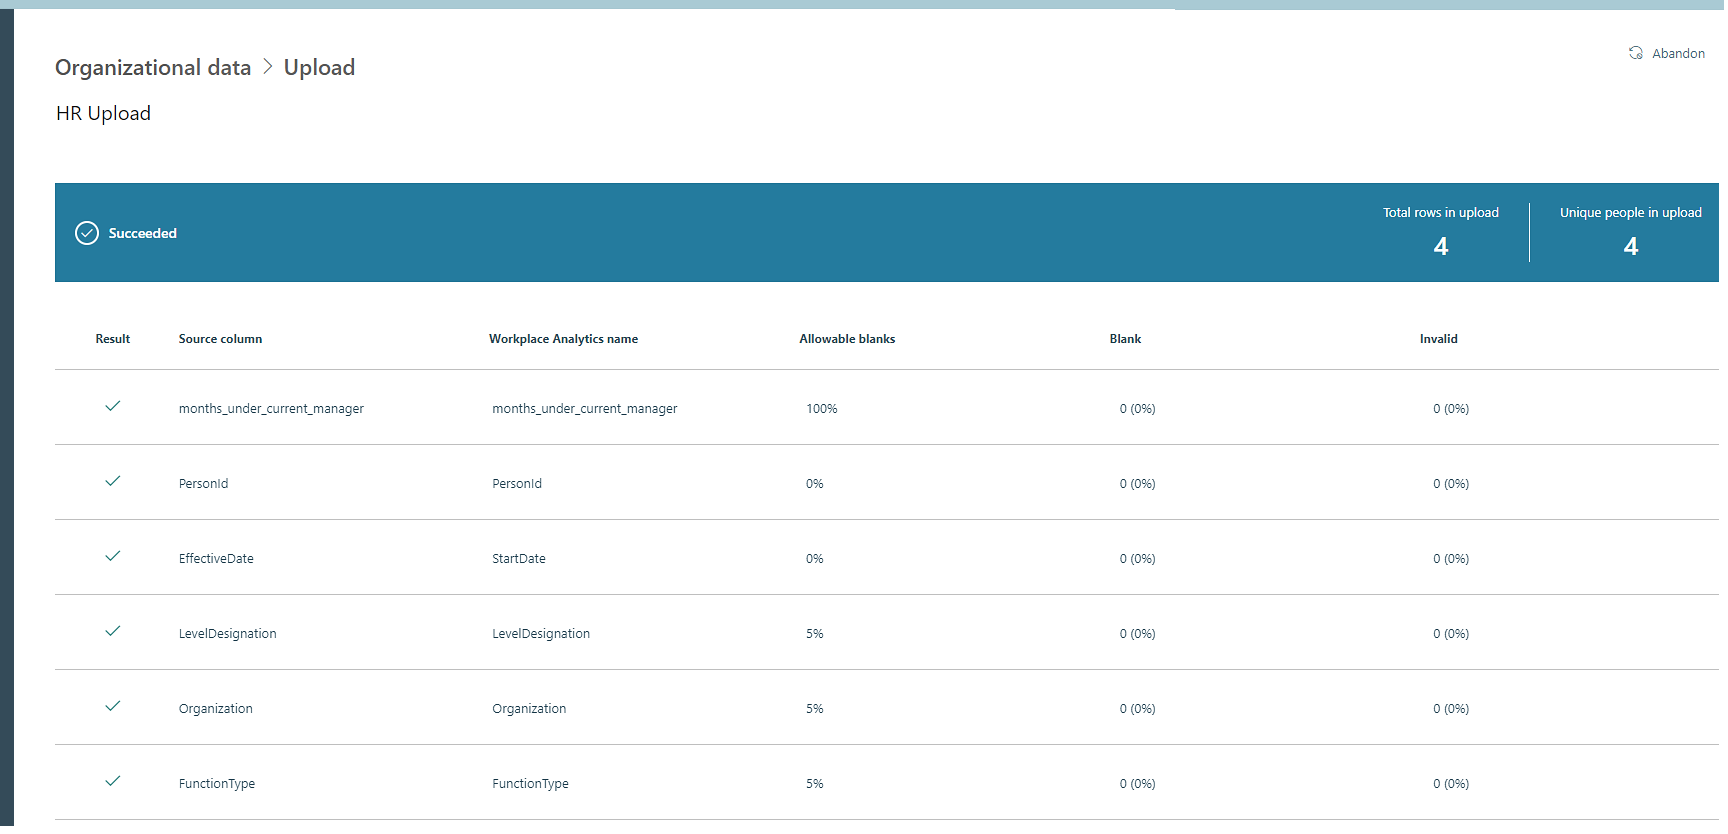 Abandon
Organizational data > Upload
HR Upload
Succeeded
Total rows in upload
4
Unique people in upload
4
Result Source column Workplace Analytics name Allowable blanks Blank Invalid
months_under_current_manager months_under_current_manager 100% 0 (0%) 0 (0%)
PersonId PersonId 0% 0 (0%) 0 (0%)
EffectiveDate StartDate 0% 0 (0%) 0 (0%)
LevelDesignation LevelDesignation 5% 0 (0%) 0 (0%)
Organization Organization 5% 0 (0%) 0 (0%)
FunctionType FunctionType 5% 0 (0%) 0 (0%)